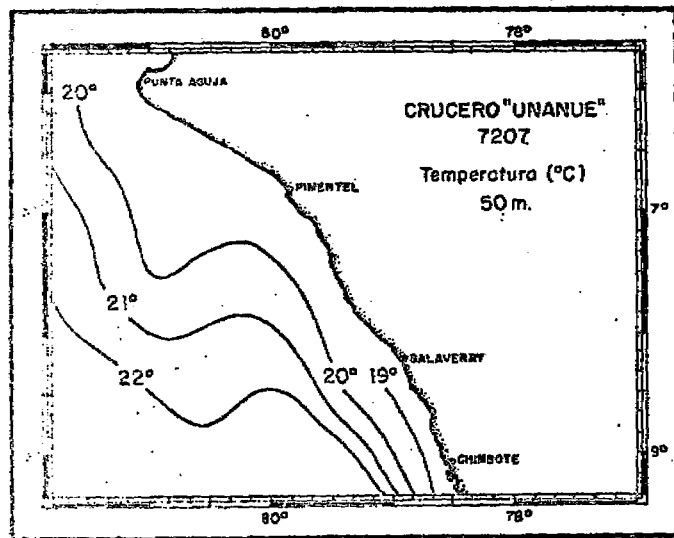 80° 78°
PUNTA AGUJA
20°
CRUCERO "UNANUE"
7207
Temperatura (°C)
50 m.
PIMENTEL
7°
21°
SALAVERRY
22° 20° 19°
CHIMBOTE
9°
80° 78°